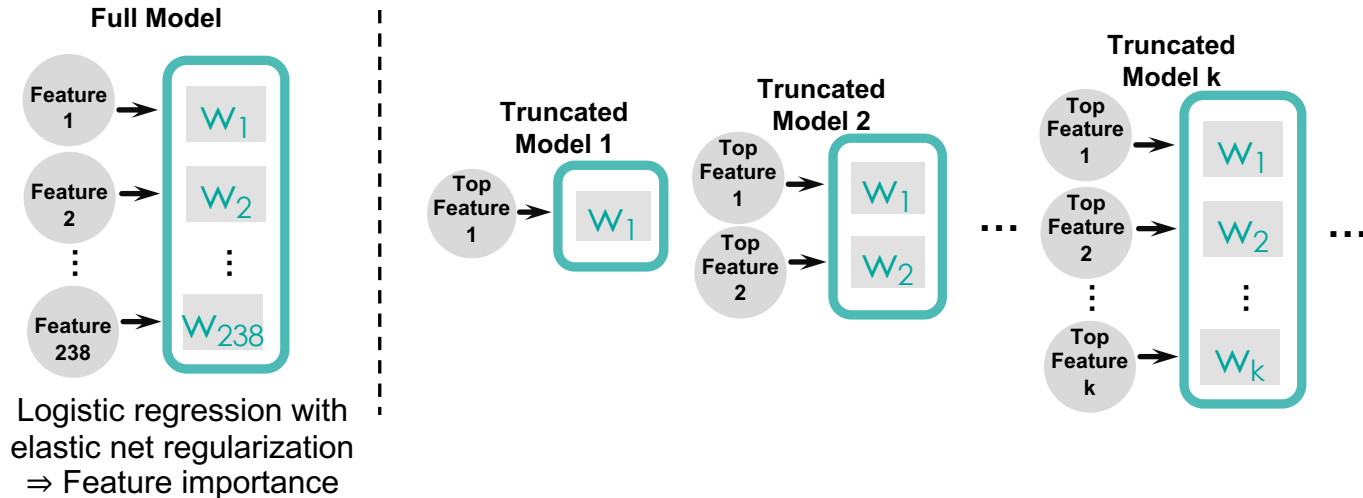 Full Model
Feature
1
w1
Feature
2
w2
⋮
⋮
Feature
238
w238
Logistic regression with
elastic net regularization
⇒ Feature importance
Truncated
Model 1
Top
Feature
1
w1
Truncated
Model 2
Top
Feature
1
w1
Top
Feature
2
w2
...
Truncated
Model k
Top
Feature
1
w1
Top
Feature
2
w2
⋮
⋮
Top
Feature
k
wk
...